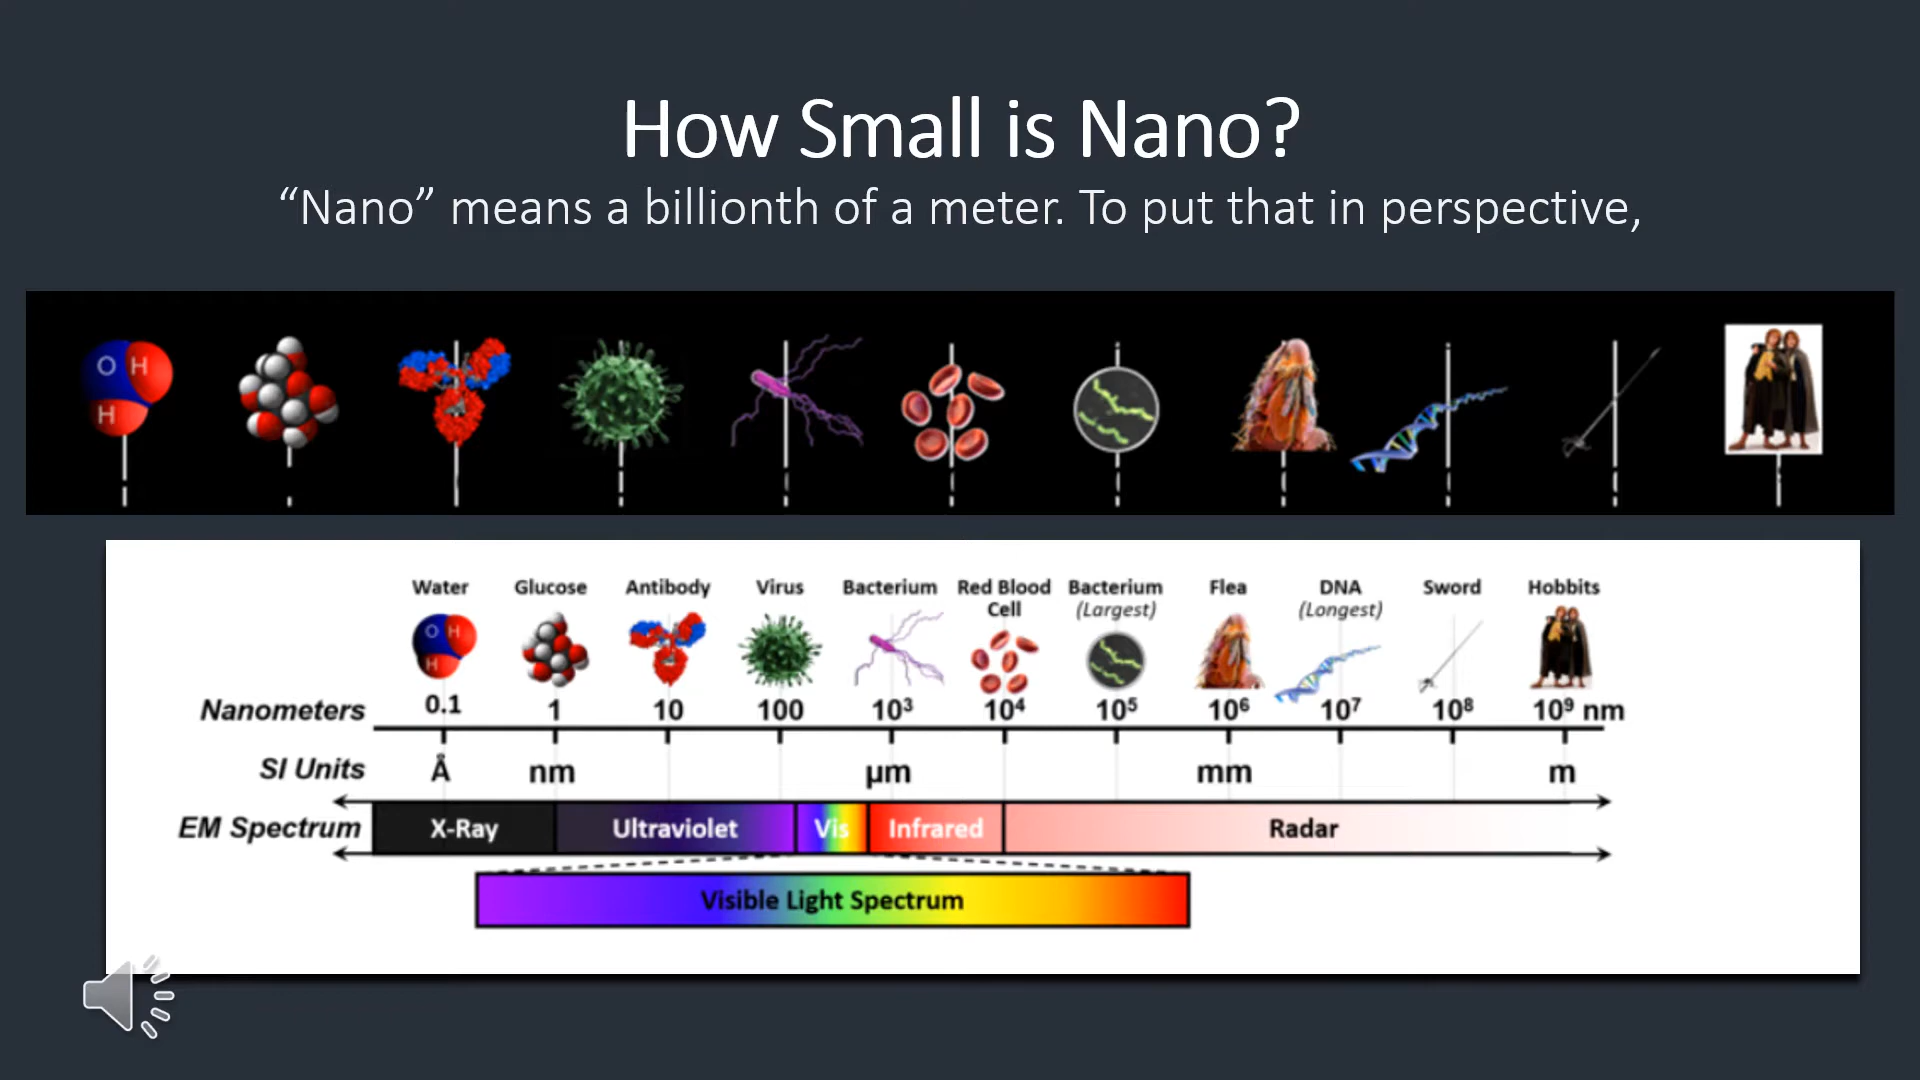 How Small is Nano?
“Nano” means a billionth of a meter. To put that in perspective,
O H
H
Water Glucose Antibody Virus Bacterium Red Blood Cell Bacterium (Largest) Flea DNA (Longest) Sword Hobbits
O H
H
Nanometers 0.1 1 10 100 10³ 10⁴ 10⁵ 10⁶ 10⁷ 10⁸ 10⁹ nm
SI Units Å nm µm mm m
EM Spectrum X-Ray Ultraviolet Vis Infrared Radar
Visible Light Spectrum